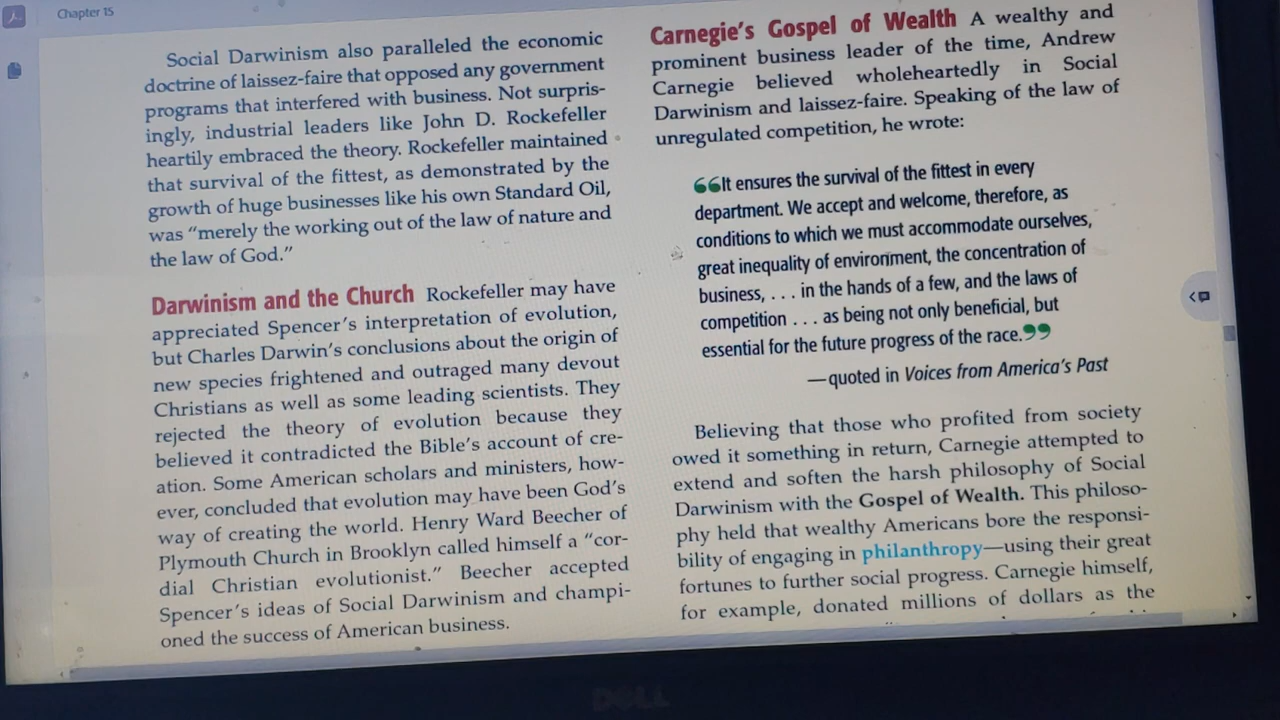 Chapter 15
Social Darwinism also paralleled the economic
doctrine of laissez-faire that opposed any government
programs that interfered with business. Not surpris-
ingly, industrial leaders like John D. Rockefeller
heartily embraced the theory. Rockefeller maintained
that survival of the fittest, as demonstrated by the
growth of huge businesses like his own Standard Oil,
was “merely the working out of the law of nature and
the law of God.”
Darwinism and the Church Rockefeller may have
appreciated Spencer’s interpretation of evolution,
but Charles Darwin’s conclusions about the origin of
new species frightened and outraged many devout
Christians as well as some leading scientists. They
rejected the theory of evolution because they
believed it contradicted the Bible’s account of cre-
ation. Some American scholars and ministers, how-
ever, concluded that evolution may have been God’s
way of creating the world. Henry Ward Beecher of
Plymouth Church in Brooklyn called himself a “cor-
dial Christian evolutionist.” Beecher accepted
Spencer’s ideas of Social Darwinism and champi-
oned the success of American business.
Carnegie’s Gospel of Wealth A wealthy and
prominent business leader of the time, Andrew
Carnegie believed wholeheartedly in Social
Darwinism and laissez-faire. Speaking of the law of
unregulated competition, he wrote:
“It ensures the survival of the fittest in every
department. We accept and welcome, therefore, as
conditions to which we must accommodate ourselves,
great inequality of environment, the concentration of
business, . . . in the hands of a few, and the laws of
competition . . . as being not only beneficial, but
essential for the future progress of the race.”
—quoted in Voices from America’s Past
Believing that those who profited from society
owed it something in return, Carnegie attempted to
extend and soften the harsh philosophy of Social
Darwinism with the Gospel of Wealth. This philoso-
phy held that wealthy Americans bore the responsi-
bility of engaging in philanthropy—using their great
fortunes to further social progress. Carnegie himself,
for example, donated millions of dollars as the
DELL